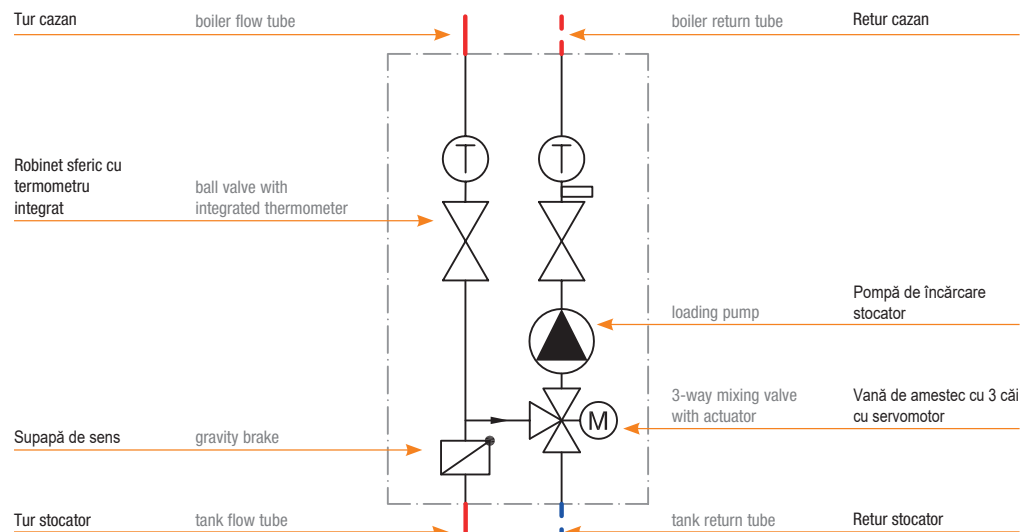 Tur cazan
boiler flow tube
boiler return tube
Retur cazan
T
T
Robinet sferic cu
termometru
integrat
ball valve with
integrated thermometer
loading pump
Pompă de încărcare
stocator
3-way mixing valve
with actuator
Vană de amestec cu 3 căi
cu servomotor
M
Supapă de sens
gravity brake
Tur stocator
tank flow tube
tank return tube
Retur stocator